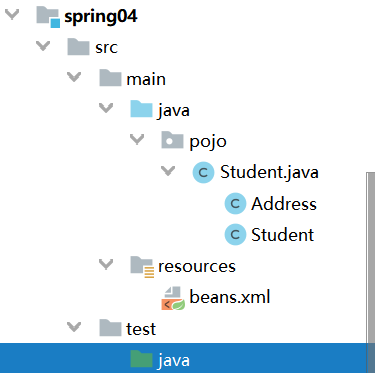 spring04
src
main
java
pojo
C Student.java
C Address
C Student
resources
beans.xml
test
java